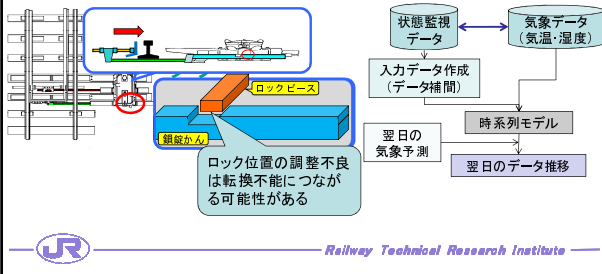 ロックピース
鎖錠かん
ロック位置の調整不良
は転換不能につなが
る可能性がある
状態監視
データ
気象データ
（気温・湿度）
入力データ作成
（データ補間）
時系列モデル
翌日の
気象予測
翌日のデータ推移
JR
Railway Technical Research Institute